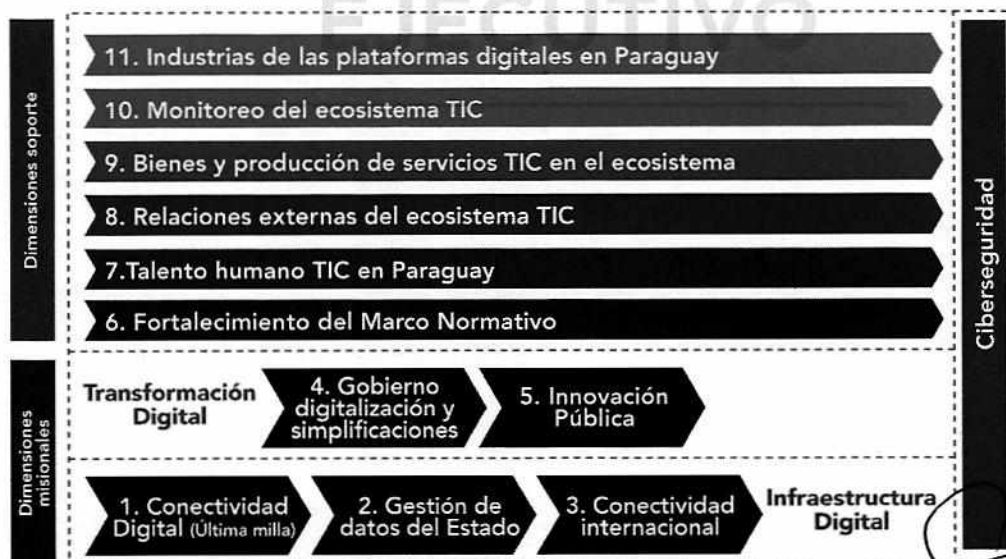 EJECUTIVO
Dimensiones soporte
11. Industrias de las plataformas digitales en Paraguay
10. Monitoreo del ecosistema TIC
9. Bienes y producción de servicios TIC en el ecosistema
8. Relaciones externas del ecosistema TIC
7.Talento humano TIC en Paraguay
6. Fortalecimiento del Marco Normativo
Ciberseguridad
Dimensiones
misionales
Transformación
Digital
4. Gobierno
digitalización y
simplificaciones
5. Innovación
Pública
1. Conectividad
Digital (Última milla)
2. Gestión de
datos del Estado
3. Conectividad
internacional
Infraestructura
Digital